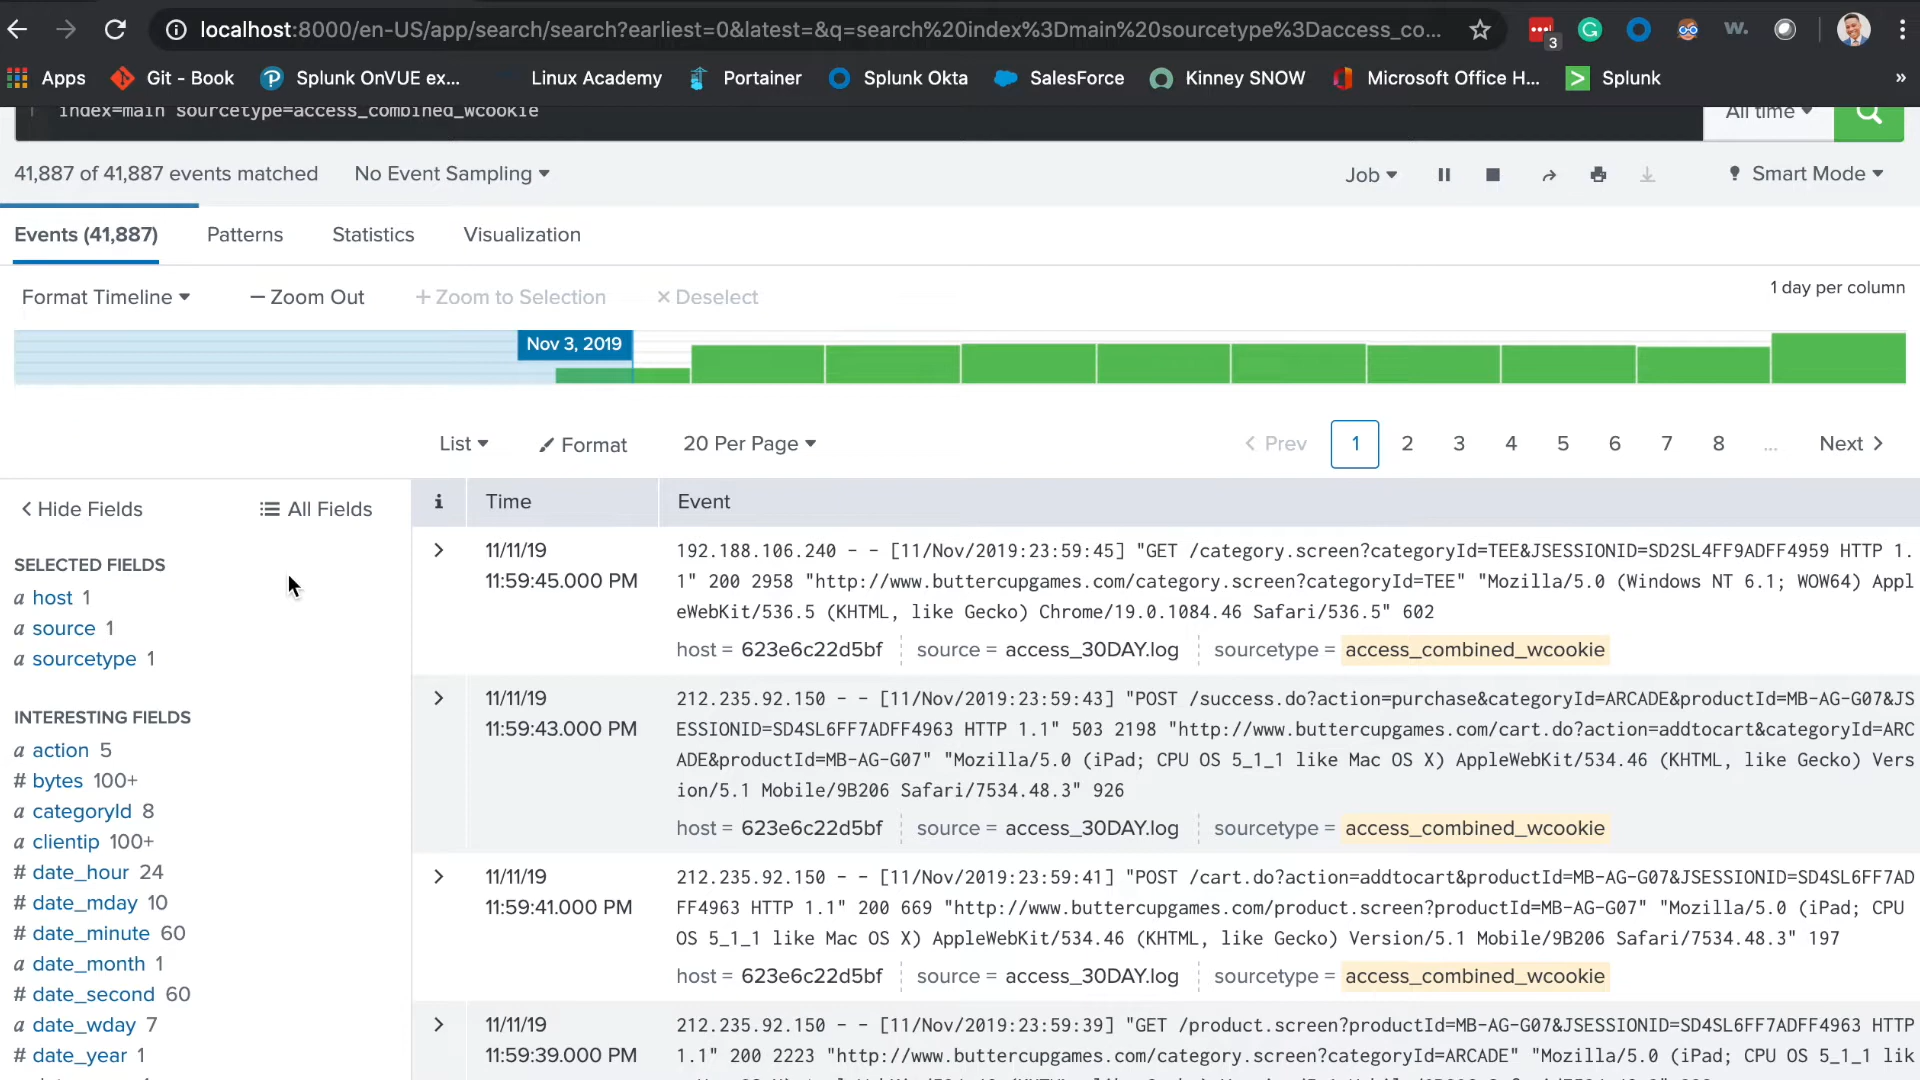 localhost:8000/en-US/app/search/search?earliest=0&latest=&q=search%20index%3Dmain%20sourcetype%3Daccess_co...
3
Apps Git - Book Splunk OnVUE ex... Linux Academy Portainer Splunk Okta SalesForce Kinney SNOW Microsoft Office H... Splunk »
1 index=main sourcetype=access_combined_wcookie All time
41,887 of 41,887 events matched No Event Sampling Job Smart Mode
Events (41,887) Patterns Statistics Visualization
Format Timeline — Zoom Out + Zoom to Selection × Deselect 1 day per column
Nov 3, 2019
List Format 20 Per Page < Prev 1 2 3 4 5 6 7 8 ... Next >
< Hide Fields All Fields
SELECTED FIELDS
a host 1
a source 1
a sourcetype 1
INTERESTING FIELDS
a action 5
# bytes 100+
a categoryId 8
a clientip 100+
# date_hour 24
# date_mday 10
# date_minute 60
a date_month 1
# date_second 60
a date_wday 7
# date_year 1
i Time Event
> 11/11/19
11:59:45.000 PM
192.188.106.240 - - [11/Nov/2019:23:59:45] "GET /category.screen?categoryId=TEE&JSESSIONID=SD2SL4FF9ADFF4959 HTTP 1.
1" 200 2958 "http://www.buttercupgames.com/category.screen?categoryId=TEE" "Mozilla/5.0 (Windows NT 6.1; WOW64) Appl
eWebKit/536.5 (KHTML, like Gecko) Chrome/19.0.1084.46 Safari/536.5" 602
host = 623e6c22d5bf source = access_30DAY.log sourcetype = access_combined_wcookie
> 11/11/19
11:59:43.000 PM
212.235.92.150 - - [11/Nov/2019:23:59:43] "POST /success.do?action=purchase&categoryId=ARCADE&productId=MB-AG-G07&JS
ESSIONID=SD4SL6FF7ADFF4963 HTTP 1.1" 503 2198 "http://www.buttercupgames.com/cart.do?action=addtocart&categoryId=ARC
ADE&productId=MB-AG-G07" "Mozilla/5.0 (iPad; CPU OS 5_1_1 like Mac OS X) AppleWebKit/534.46 (KHTML, like Gecko) Vers
ion/5.1 Mobile/9B206 Safari/7534.48.3" 926
host = 623e6c22d5bf source = access_30DAY.log sourcetype = access_combined_wcookie
> 11/11/19
11:59:41.000 PM
212.235.92.150 - - [11/Nov/2019:23:59:41] "POST /cart.do?action=addtocart&productId=MB-AG-G07&JSESSIONID=SD4SL6FF7AD
FF4963 HTTP 1.1" 200 669 "http://www.buttercupgames.com/product.screen?productId=MB-AG-G07" "Mozilla/5.0 (iPad; CPU
OS 5_1_1 like Mac OS X) AppleWebKit/534.46 (KHTML, like Gecko) Version/5.1 Mobile/9B206 Safari/7534.48.3" 197
host = 623e6c22d5bf source = access_30DAY.log sourcetype = access_combined_wcookie
> 11/11/19
11:59:39.000 PM
212.235.92.150 - - [11/Nov/2019:23:59:39] "GET /product.screen?productId=MB-AG-G07&JSESSIONID=SD4SL6FF7ADFF4963 HTTP
1.1" 200 2223 "http://www.buttercupgames.com/category.screen?categoryId=ARCADE" "Mozilla/5.0 (iPad; CPU OS 5_1_1 lik